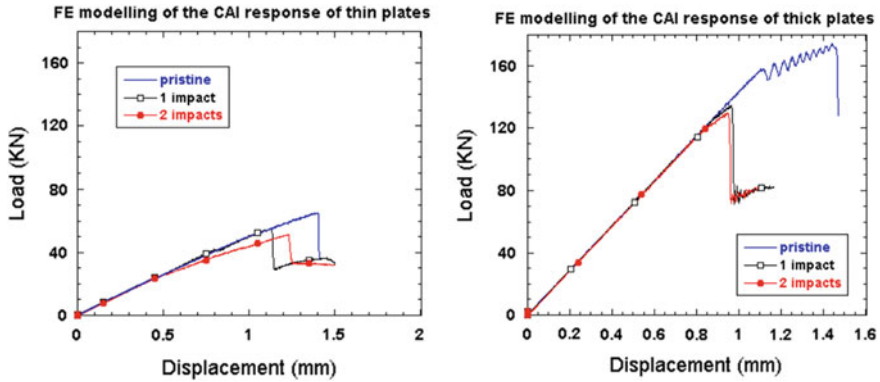 FE modelling of the CAI response of thin plates
160
120
80
40
0
Load (KN)
pristine
1 impact
2 impacts
0
0.5
1
1.5
2
Displacement (mm)
FE modelling of the CAI response of thick plates
160
120
80
40
0
Load (KN)
pristine
1 impact
2 impacts
0
0.2
0.4
0.6
0.8
1
1.2
1.4
1.6
Displacement (mm)